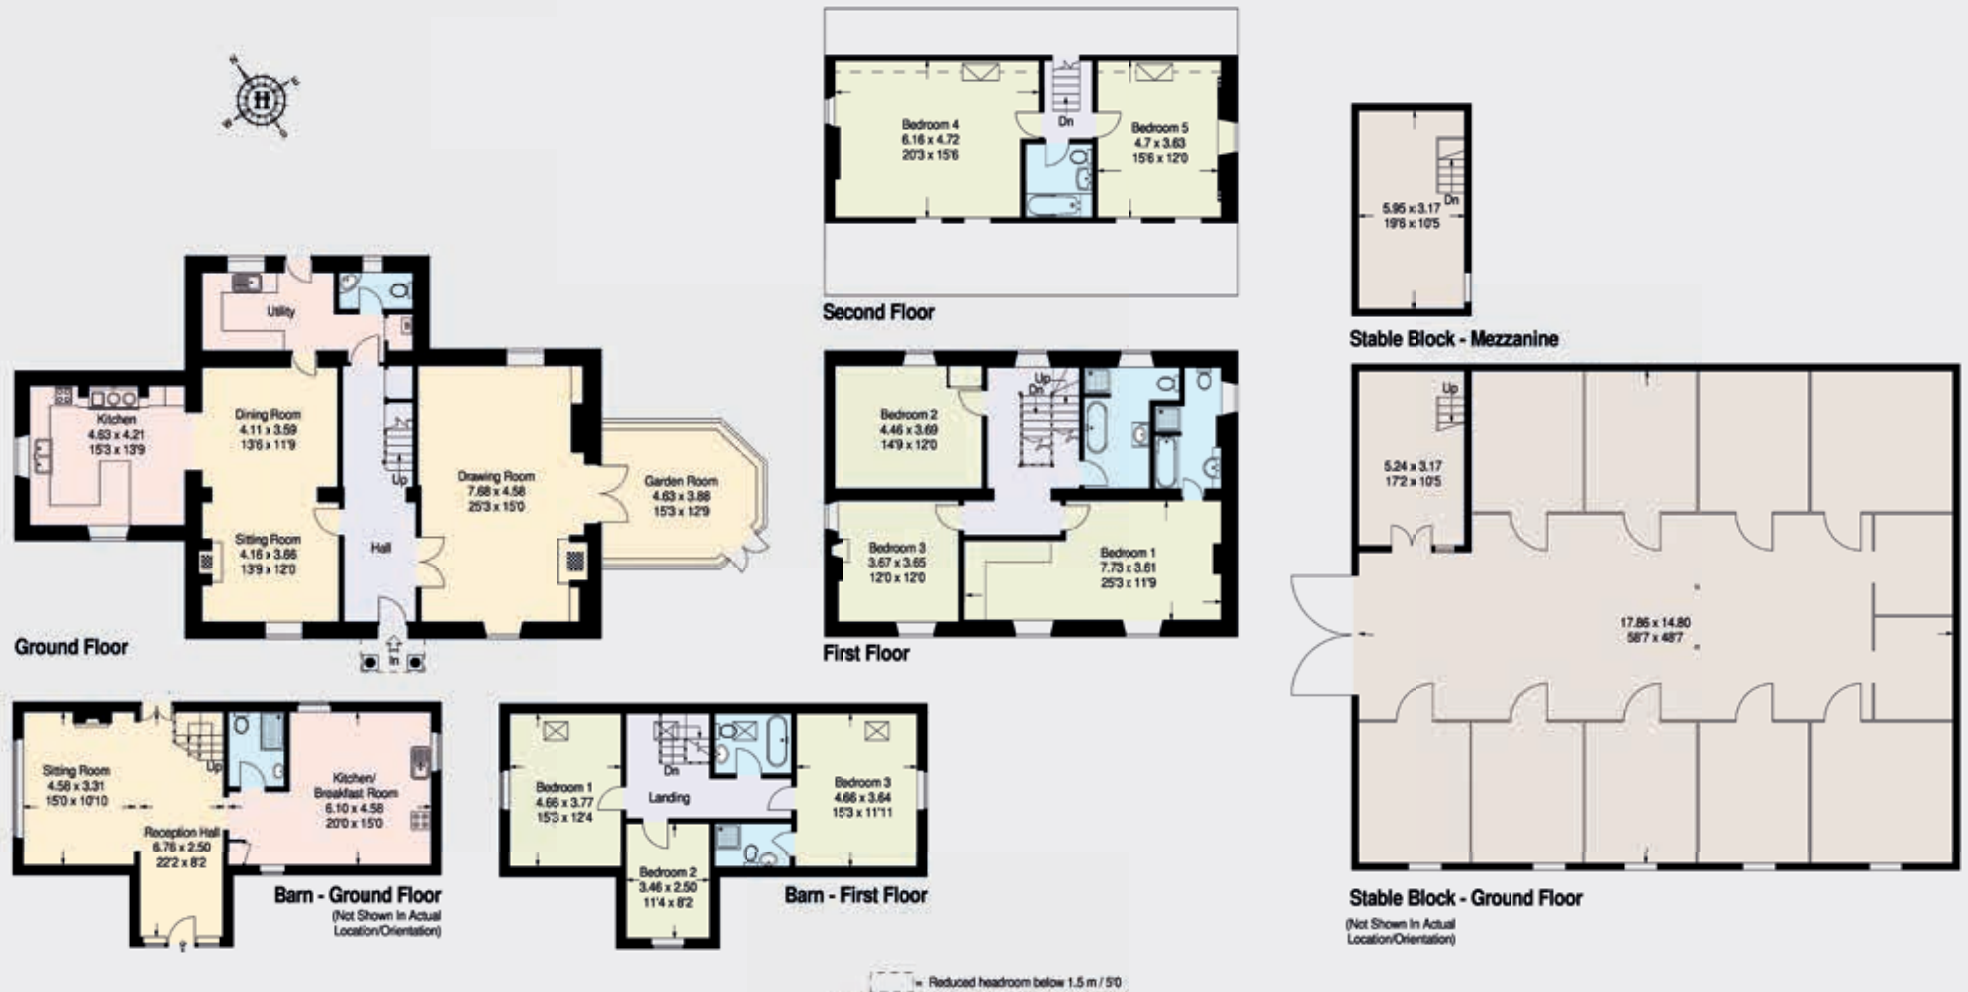 N
E
S
W
H
Bedroom 4
6.16 x 4.72
20'3 x 15'6
Dn
Bedroom 5
4.7 x 3.63
15'6 x 12'0
Second Floor
5.95 x 3.17
19'6 x 10'5
Dn
Stable Block - Mezzanine
Utility
Kitchen
4.63 x 4.21
15'3 x 13'9
Dining Room
4.11 x 3.59
13'6 x 11'9
Up
Drawing Room
7.68 x 4.58
25'3 x 15'0
Garden Room
4.63 x 3.88
15'3 x 12'9
Sitting Room
4.16 x 3.66
13'9 x 12'0
Hall
In
Ground Floor
Bedroom 2
4.46 x 3.69
14'9 x 12'0
Up
Dn
Bedroom 3
3.67 x 3.65
12'0 x 12'0
Bedroom 1
7.73 x 3.61
25'3 x 11'9
First Floor
Up
5.24 x 3.17
17'2 x 10'5
17.86 x 14.80
58'7 x 48'7
Stable Block - Ground Floor
(Not Shown In Actual
Location/Orientation)
Sitting Room
4.58 x 3.31
15'0 x 10'10
Up
Kitchen/
Breakfast Room
6.10 x 4.58
20'0 x 15'0
Reception Hall
6.76 x 2.50
22'2 x 8'2
Barn - Ground Floor
(Not Shown In Actual
Location/Orientation)
Bedroom 1
4.66 x 3.77
15'3 x 12'4
Dn
Landing
Bedroom 3
4.66 x 3.64
15'3 x 11'11
Bedroom 2
3.46 x 2.50
11'4 x 8'2
Barn - First Floor
= Reduced headroom below 1.5 m / 5'0